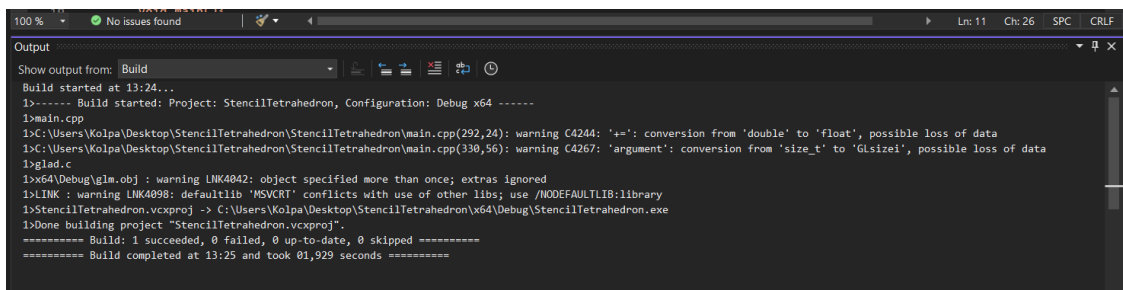 100 %
No issues found
Ln: 11
Ch: 26
SPC
CRLF
Output
Show output from: Build
Build started at 13:24...
1>------ Build started: Project: StencilTetrahedron, Configuration: Debug x64 ------
1>main.cpp
1>C:\Users\Kolpa\Desktop\StencilTetrahedron\StencilTetrahedron\main.cpp(292,24): warning C4244: '+=': conversion from 'double' to 'float', possible loss of data
1>C:\Users\Kolpa\Desktop\StencilTetrahedron\StencilTetrahedron\main.cpp(330,56): warning C4267: 'argument': conversion from 'size_t' to 'GLsizei', possible loss of data
1>glad.c
1>x64\Debug\glm.obj : warning LNK4042: object specified more than once; extras ignored
1>LINK : warning LNK4098: defaultlib 'MSVCRT' conflicts with use of other libs; use /NODEFAULTLIB:library
1>StencilTetrahedron.vcxproj -> C:\Users\Kolpa\Desktop\StencilTetrahedron\x64\Debug\StencilTetrahedron.exe
1>Done building project "StencilTetrahedron.vcxproj".
========== Build: 1 succeeded, 0 failed, 0 up-to-date, 0 skipped ==========
========== Build completed at 13:25 and took 01,929 seconds ==========